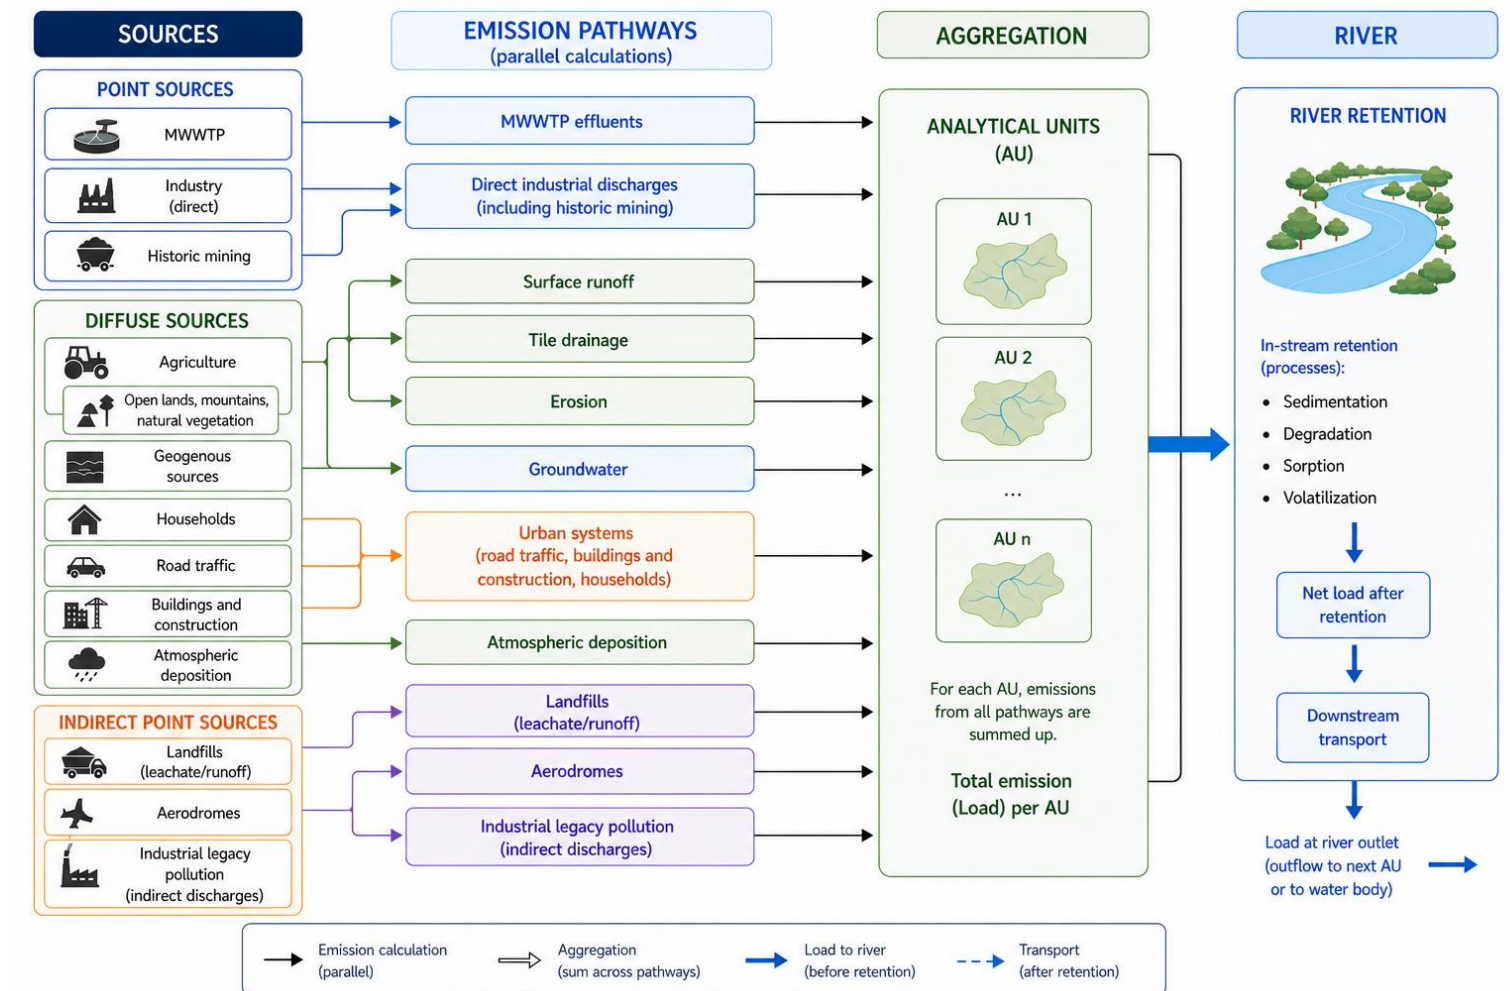 SOURCES
POINT SOURCES
MWWTP
Industry
(direct)
Historic mining
DIFFUSE SOURCES
Agriculture
Open lands, mountains,
natural vegetation
Geogenous
sources
Households
Road traffic
Buildings and
construction
Atmospheric
deposition
INDIRECT POINT SOURCES
Landfills
(leachate/runoff)
Aerodromes
Industrial legacy
pollution
(indirect discharges)
EMISSION PATHWAYS
(parallel calculations)
MWWTP effluents
Direct industrial discharges
(including historic mining)
Surface runoff
Tile drainage
Erosion
Groundwater
Urban systems
(road traffic, buildings and
construction, households)
Atmospheric deposition
Landfills
(leachate/runoff)
Aerodromes
Industrial legacy pollution
(indirect discharges)
AGGREGATION
ANALYTICAL UNITS
(AU)
AU 1
AU 2
...
AU n
For each AU, emissions
from all pathways are
summed up.
Total emission
(Load) per AU
RIVER
RIVER RETENTION
In-stream retention
(processes):
• Sedimentation
• Degradation
• Sorption
• Volatilization
Net load after
retention
Downstream
transport
Load at river outlet
(outflow to next AU
or to water body)
Emission calculation
(parallel)
Aggregation
(sum across pathways)
Load to river
(before retention)
Transport
(after retention)